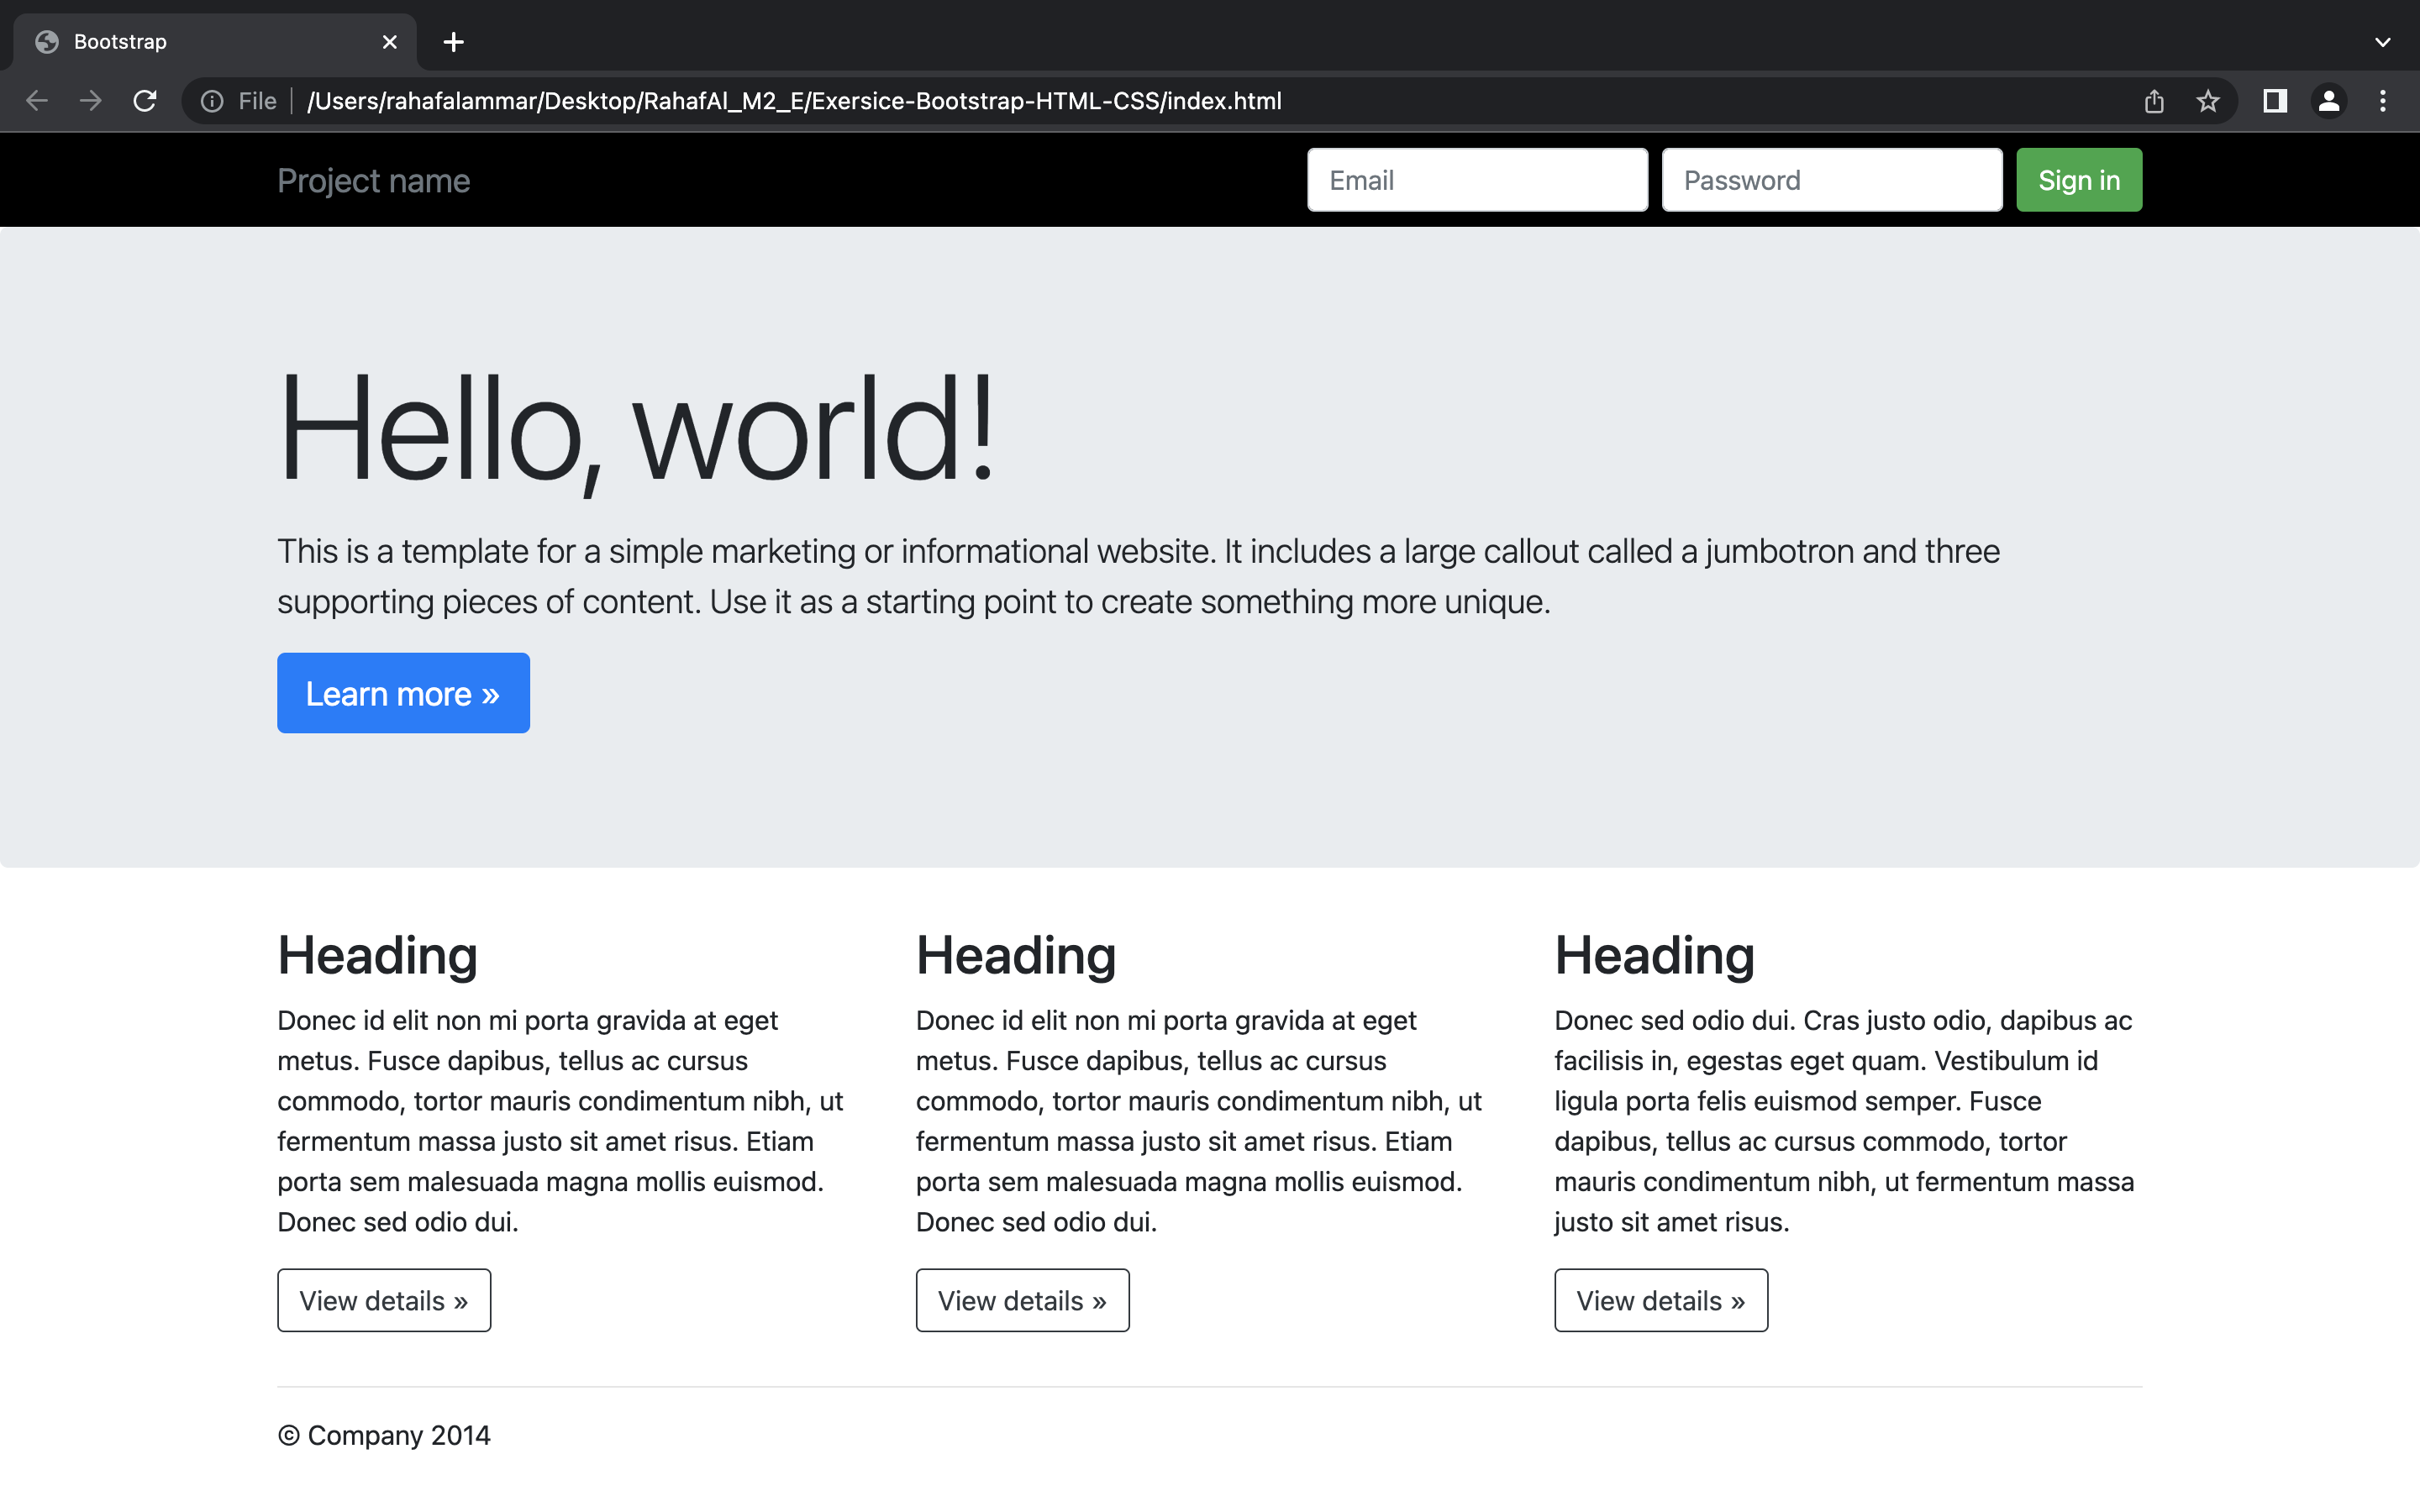 Bootstrap
File /Users/rahafalammar/Desktop/RahafAl_M2_E/Exersice-Bootstrap-HTML-CSS/index.html
Project name
Email
Password
Sign in
Hello, world!
This is a template for a simple marketing or informational website. It includes a large callout called a jumbotron and three
supporting pieces of content. Use it as a starting point to create something more unique.
Learn more »
Heading
Donec id elit non mi porta gravida at eget
metus. Fusce dapibus, tellus ac cursus
commodo, tortor mauris condimentum nibh, ut
fermentum massa justo sit amet risus. Etiam
porta sem malesuada magna mollis euismod.
Donec sed odio dui.
View details »
Heading
Donec id elit non mi porta gravida at eget
metus. Fusce dapibus, tellus ac cursus
commodo, tortor mauris condimentum nibh, ut
fermentum massa justo sit amet risus. Etiam
porta sem malesuada magna mollis euismod.
Donec sed odio dui.
View details »
Heading
Donec sed odio dui. Cras justo odio, dapibus ac
facilisis in, egestas eget quam. Vestibulum id
ligula porta felis euismod semper. Fusce
dapibus, tellus ac cursus commodo, tortor
mauris condimentum nibh, ut fermentum massa
justo sit amet risus.
View details »
© Company 2014